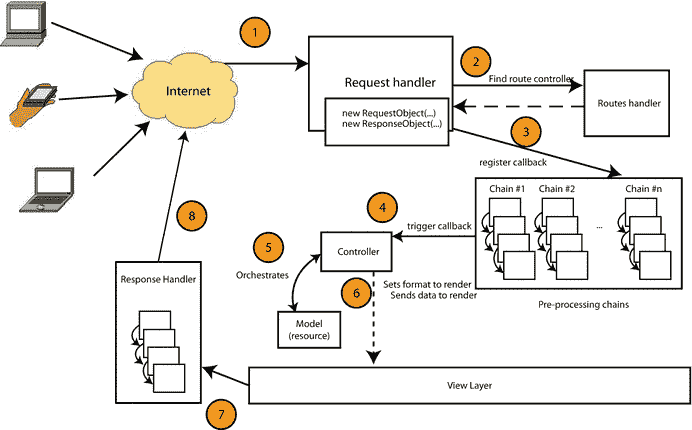 1
Internet
Request handler
new RequestObject(...)
new ResponseObject(...)
2
Find route controller
Routes handler
3
register callback
Chain #1
Chain #2
Chain #n
...
Pre-processing chains
4
trigger callback
Controller
5
Orchestrates
Model
(resource)
6
Sets format to render
Sends data to render
View Layer
7
Response Handler
8